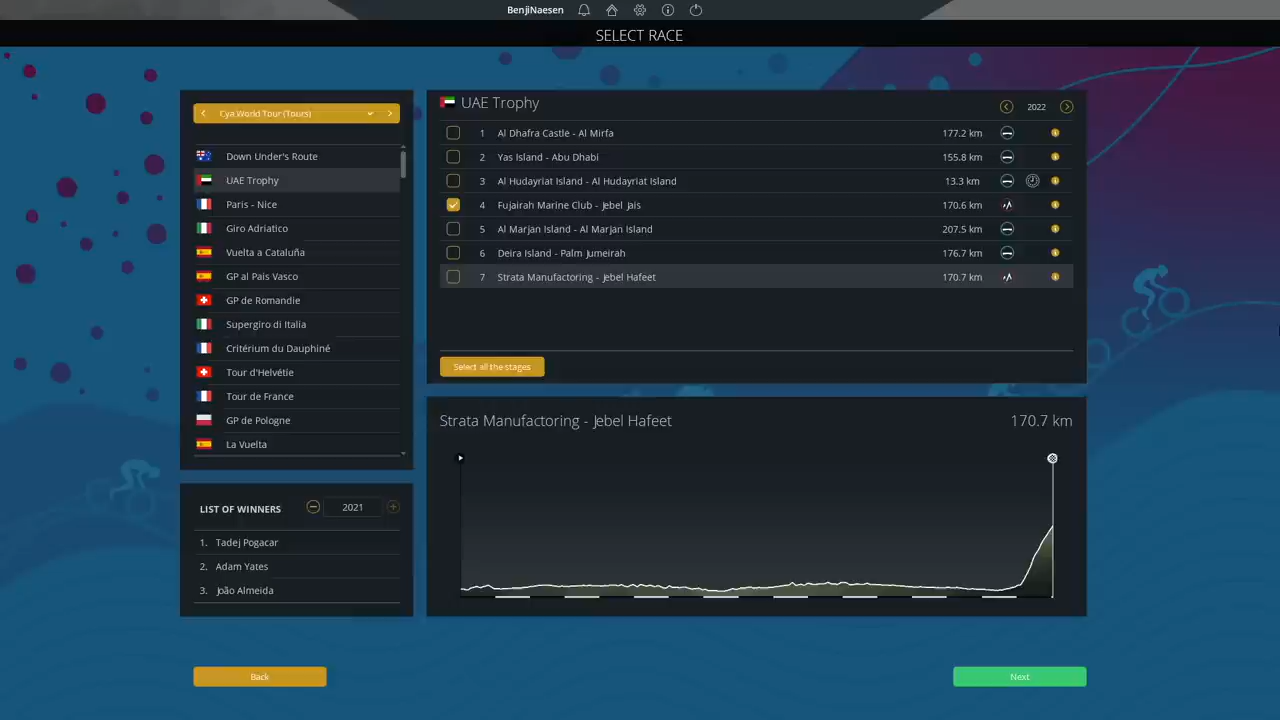 BenjiNaesen
SELECT RACE
Cya World Tour (Tours)
Down Under's Route
UAE Trophy
Paris - Nice
Giro Adriatico
Vuelta a Cataluña
GP al Pais Vasco
GP de Romandie
Supergiro di Italia
Critérium du Dauphiné
Tour d'Helvétie
Tour de France
GP de Pologne
La Vuelta
LIST OF WINNERS 2021
1. Tadej Pogacar
2. Adam Yates
3. João Almeida
UAE Trophy 2022
1 Al Dhafra Castle - Al Mirfa 177.2 km
2 Yas Island - Abu Dhabi 155.8 km
3 Al Hudayriat Island - Al Hudayriat Island 13.3 km
4 Fujairah Marine Club - Jebel Jais 170.6 km
5 Al Marjan Island - Al Marjan Island 207.5 km
6 Deira Island - Palm Jumeirah 176.7 km
7 Strata Manufactoring - Jebel Hafeet 170.7 km
Select all the stages
Strata Manufactoring - Jebel Hafeet 170.7 km
Back
Next